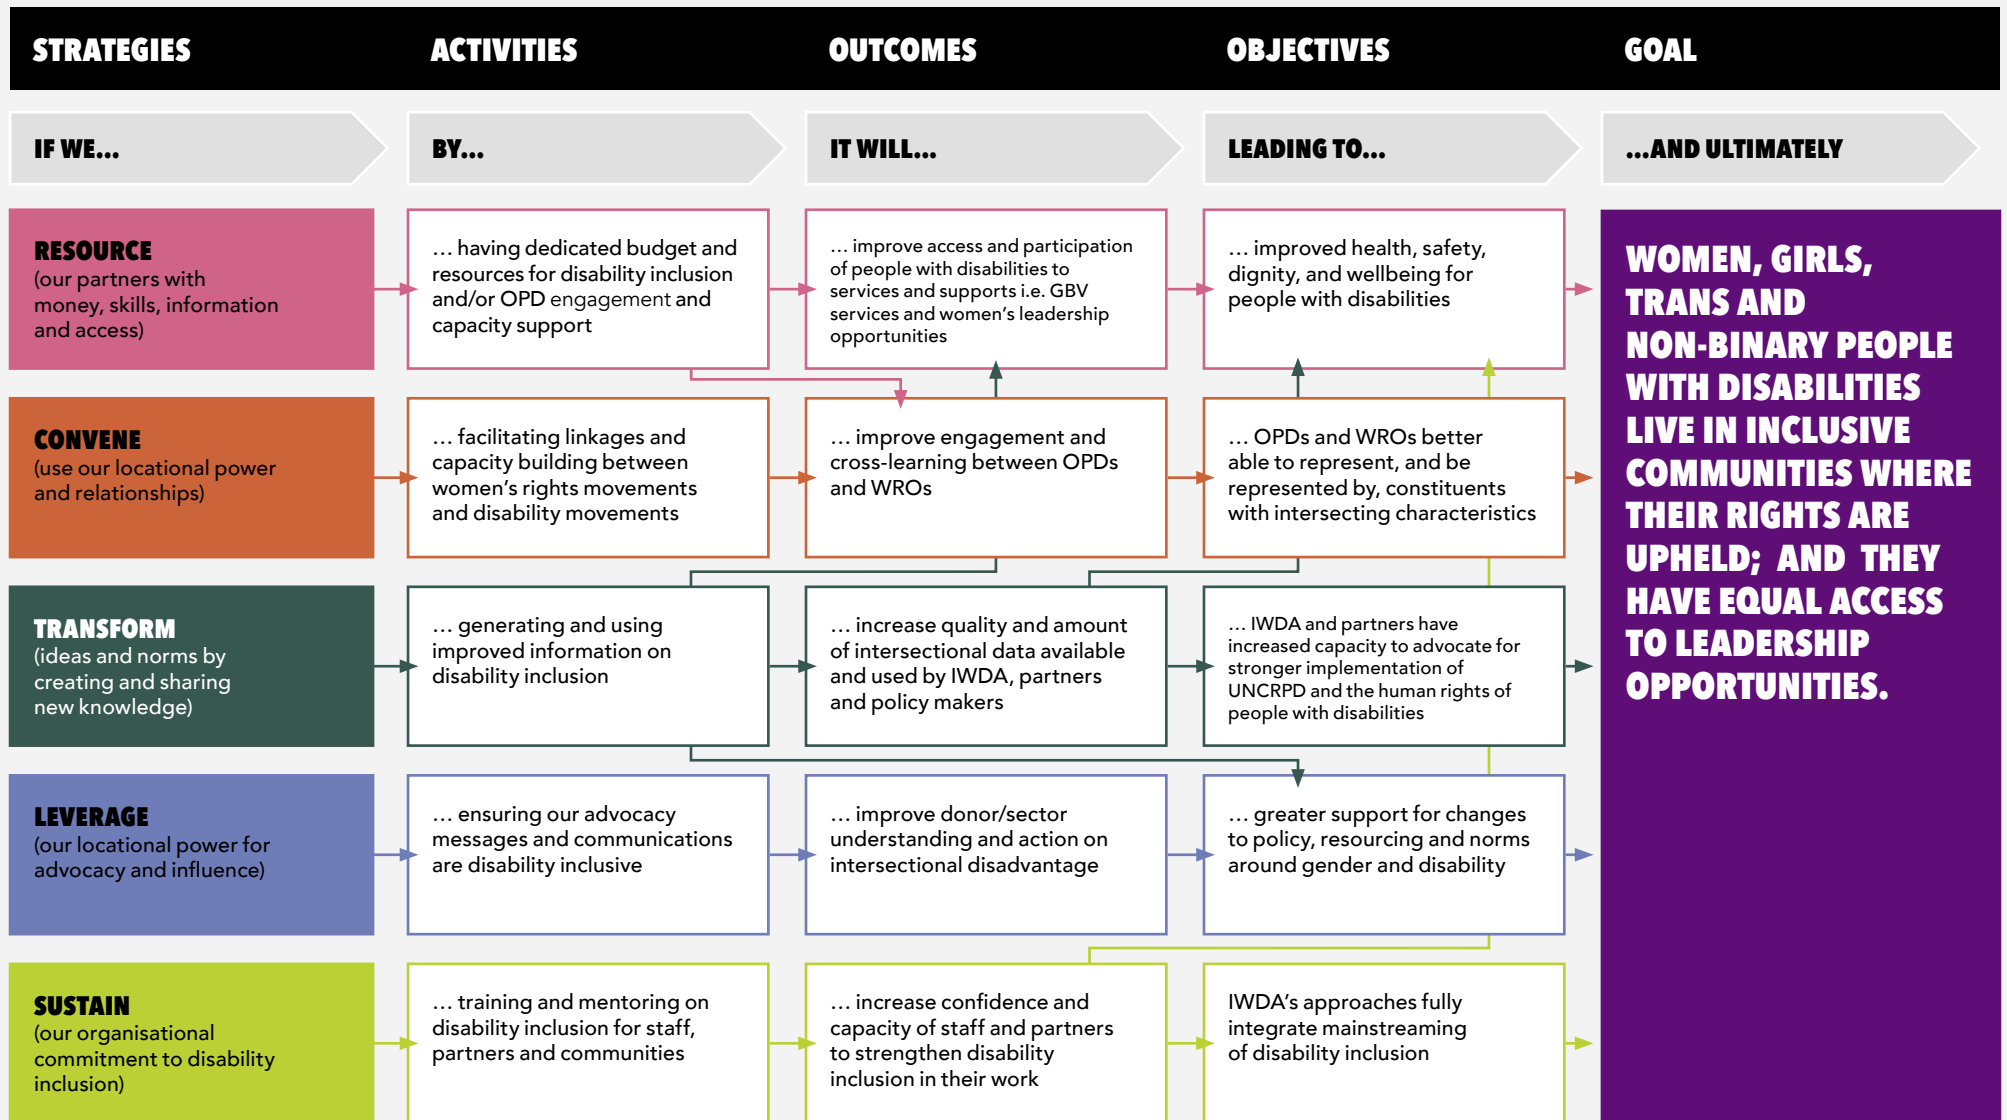 STRATEGIES
ACTIVITIES
OUTCOMES
OBJECTIVES
GOAL
IF WE...
BY...
IT WILL...
LEADING TO...
...AND ULTIMATELY
RESOURCE
(our partners with
money, skills, information
and access)
… having dedicated budget and
resources for disability inclusion
and/or OPD engagement and
capacity support
… improve access and participation
of people with disabilities to
services and supports i.e. GBV
services and women’s leadership
opportunities
… improved health, safety,
dignity, and wellbeing for
people with disabilities
CONVENE
(use our locational power
and relationships)
… facilitating linkages and
capacity building between
women’s rights movements
and disability movements
… improve engagement and
cross-learning between OPDs
and WROs
… OPDs and WROs better
able to represent, and be
represented by, constituents
with intersecting characteristics
TRANSFORM
(ideas and norms by
creating and sharing
new knowledge)
… generating and using
improved information on
disability inclusion
… increase quality and amount
of intersectional data available
and used by IWDA, partners
and policy makers
… IWDA and partners have
increased capacity to advocate for
stronger implementation of
UNCRPD and the human rights of
people with disabilities
LEVERAGE
(our locational power for
advocacy and influence)
… ensuring our advocacy
messages and communications
are disability inclusive
… improve donor/sector
understanding and action on
intersectional disadvantage
… greater support for changes
to policy, resourcing and norms
around gender and disability
SUSTAIN
(our organisational
commitment to disability
inclusion)
… training and mentoring on
disability inclusion for staff,
partners and communities
… increase confidence and
capacity of staff and partners
to strengthen disability
inclusion in their work
IWDA’s approaches fully
integrate mainstreaming
of disability inclusion
WOMEN, GIRLS,
TRANS AND
NON-BINARY PEOPLE
WITH DISABILITIES
LIVE IN INCLUSIVE
COMMUNITIES WHERE
THEIR RIGHTS ARE
UPHELD; AND THEY
HAVE EQUAL ACCESS
TO LEADERSHIP
OPPORTUNITIES.